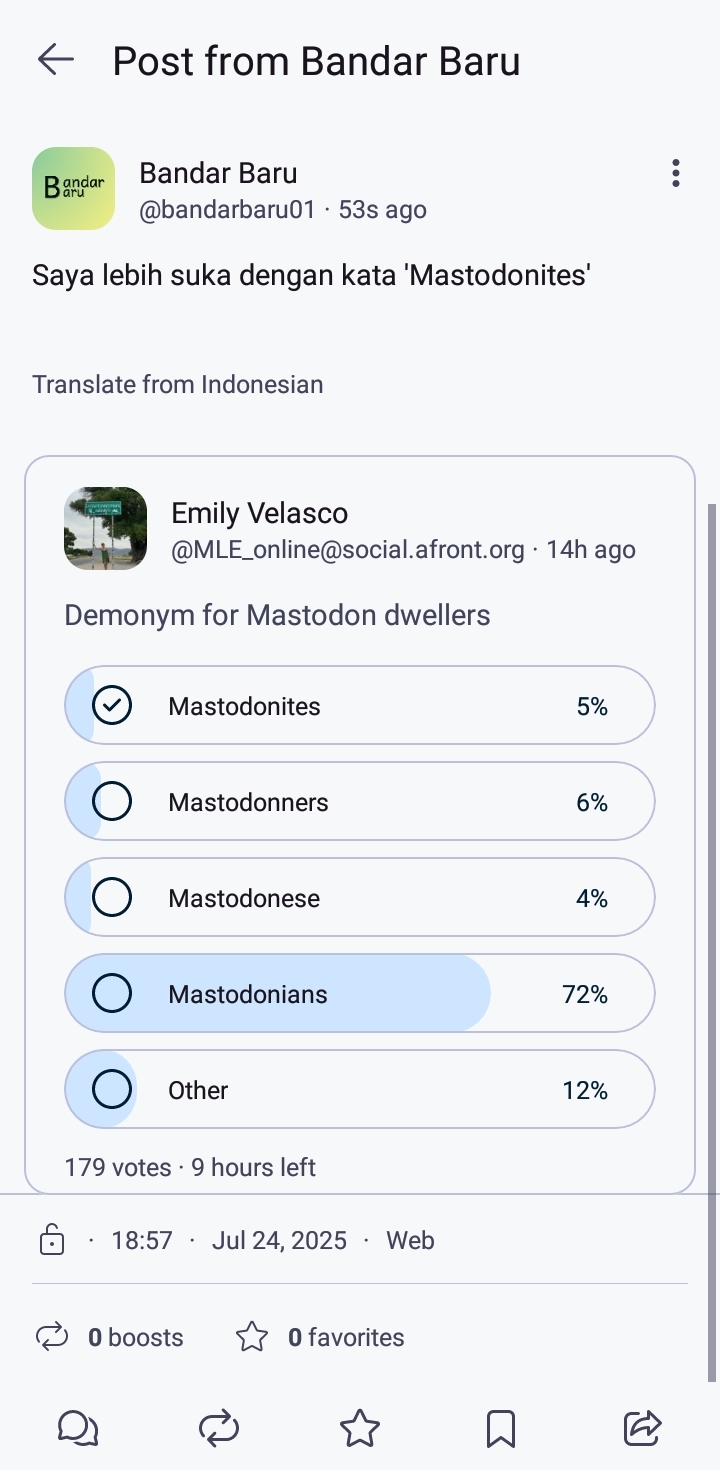 Post from Bandar Baru
Bandar
Baru
Bandar Baru
@bandarbaru01 · 53s ago
Saya lebih suka dengan kata 'Mastodonites'
Translate from Indonesian
Emily Velasco
@MLE_online@social.afront.org · 14h ago
Demonym for Mastodon dwellers
Mastodonites 5%
Mastodonners 6%
Mastodonese 4%
Mastodonians 72%
Other 12%
179 votes · 9 hours left
· 18:57 · Jul 24, 2025 · Web
0 boosts 0 favorites